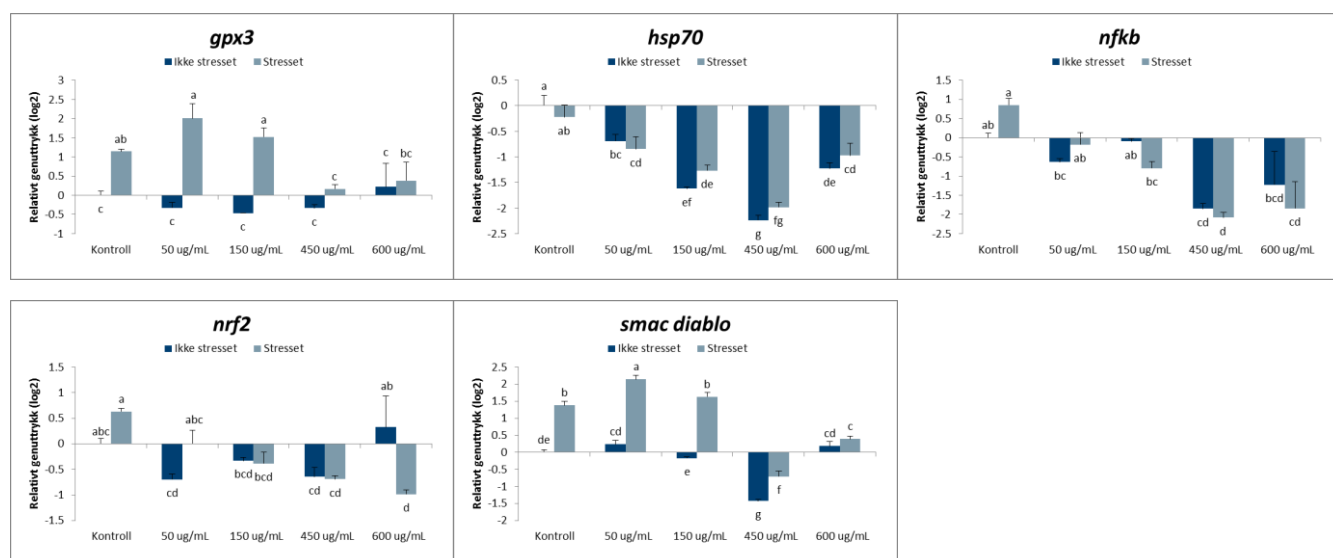 gpx3
Ikke stresset Stresset
Relativt genuttrykk (log2)
3
2.5
2
1.5
1
0.5
0
-0.5
-1
c ab c a c a c c c bc
Kontroll 50 ug/mL 150 ug/mL 450 ug/mL 600 ug/mL
hsp70
Ikke stresset Stresset
Relativt genuttrykk (log2)
0.5
0
-0.5
-1
-1.5
-2
-2.5
a ab bc cd ef de g fg de cd
Kontroll 50 ug/mL 150 ug/mL 450 ug/mL 600 ug/mL
nfkb
Ikke stresset Stresset
Relativt genuttrykk (log2)
1.5
1
0.5
0
-0.5
-1
-1.5
-2
-2.5
ab a bc ab ab bc cd d bcd cd
Kontroll 50 ug/mL 150 ug/mL 450 ug/mL 600 ug/mL
nrf2
Ikke stresset Stresset
Relativt genuttrykk (log2)
1.5
1
0.5
0
-0.5
-1
-1.5
abc a cd abc bcd bcd cd cd ab d
Kontroll 50 ug/mL 150 ug/mL 450 ug/mL 600 ug/mL
smac diablo
Ikke stresset Stresset
Relativt genuttrykk (log2)
2.5
2
1.5
1
0.5
0
-0.5
-1
-1.5
-2
de b cd a e b g f cd c
Kontroll 50 ug/mL 150 ug/mL 450 ug/mL 600 ug/mL